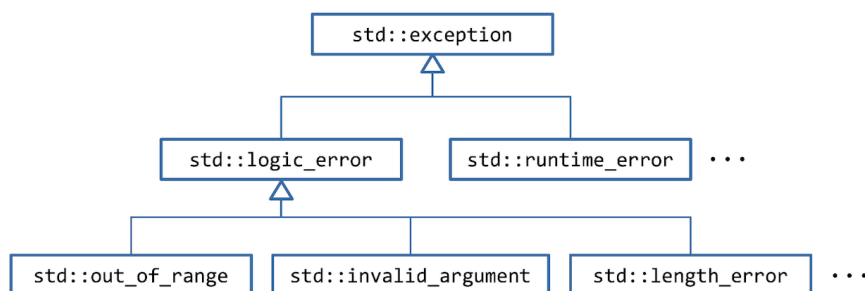 std::exception
std::logic_error std::runtime_error ...
std::out_of_range std::invalid_argument std::length_error ...